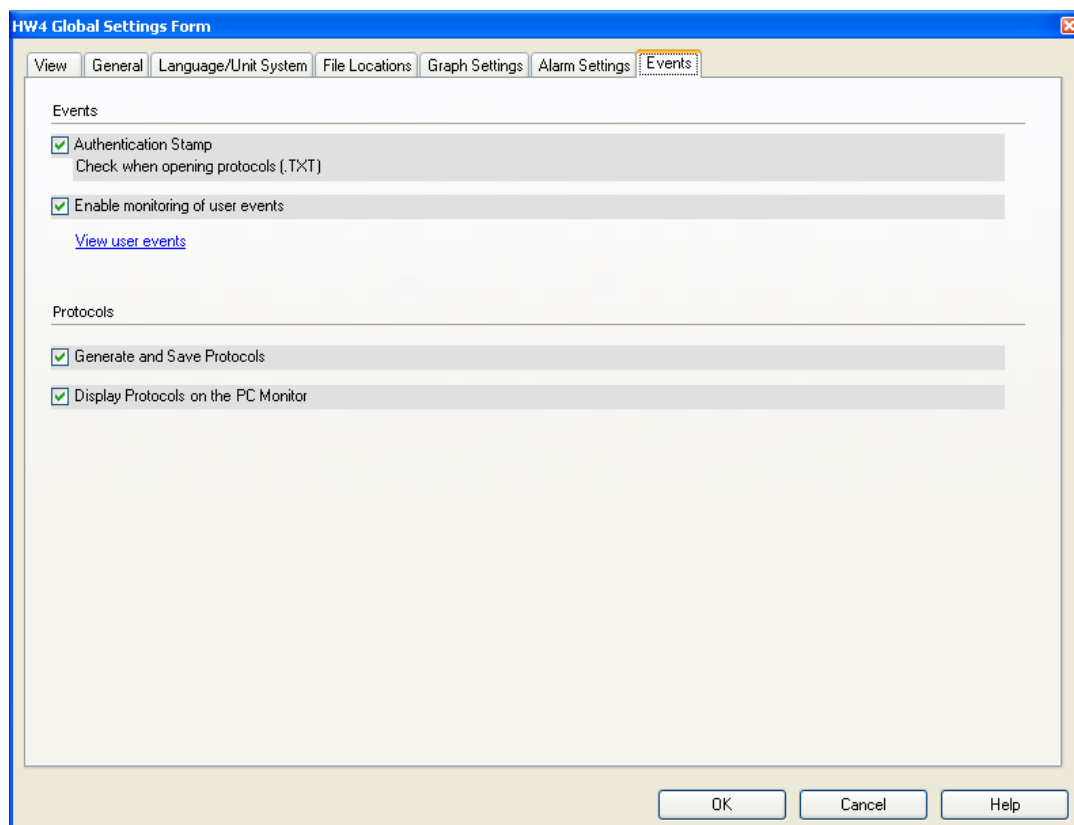 HW4 Global Settings Form
View General Language/Unit System File Locations Graph Settings Alarm Settings Events
Events
Authentication Stamp
Check when opening protocols (.TXT)
Enable monitoring of user events
View user events
Protocols
Generate and Save Protocols
Display Protocols on the PC Monitor
OK Cancel Help